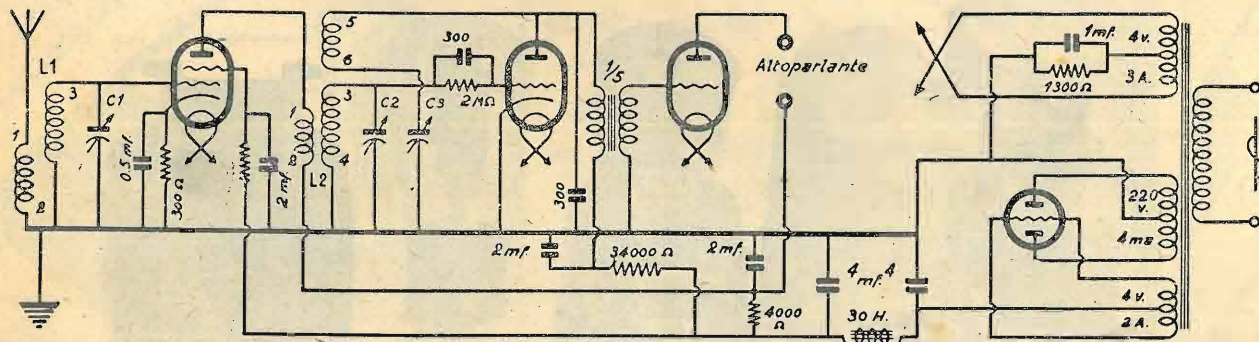 L1
3
1
2
C1
0.5 mf.
300 Ω
2 mf.
5
6
1
2
L2
3
4
C2
C3
300
2 MΩ
300
1/5
Altoparlante
2 mf.
34000 Ω
2 mf.
4000
Ω
4 mf. 4
30 H.
1 mf.
1300 Ω
4 v.
3 A.
220
v.
4 ma
4 v.
2 A.